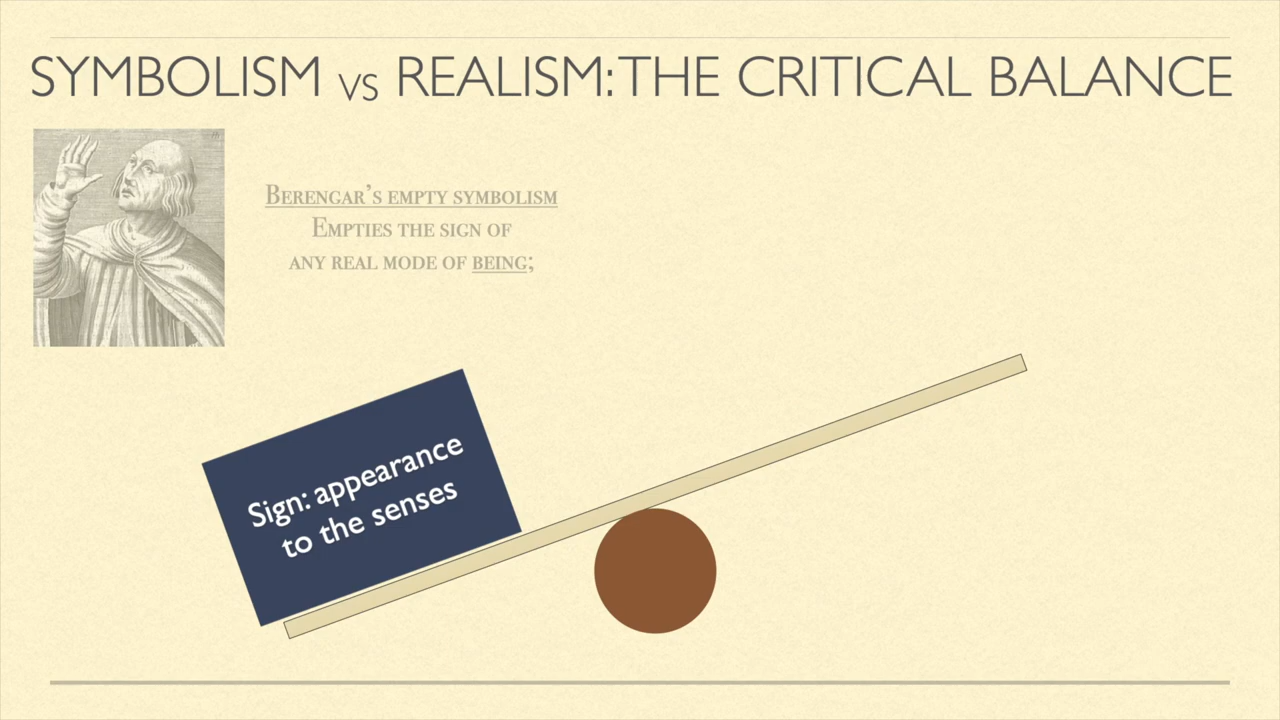 SYMBOLISM VS REALISM: THE CRITICAL BALANCE
Berengar's empty symbolism
Empties the sign of
any real mode of being;
Sign: appearance
to the senses